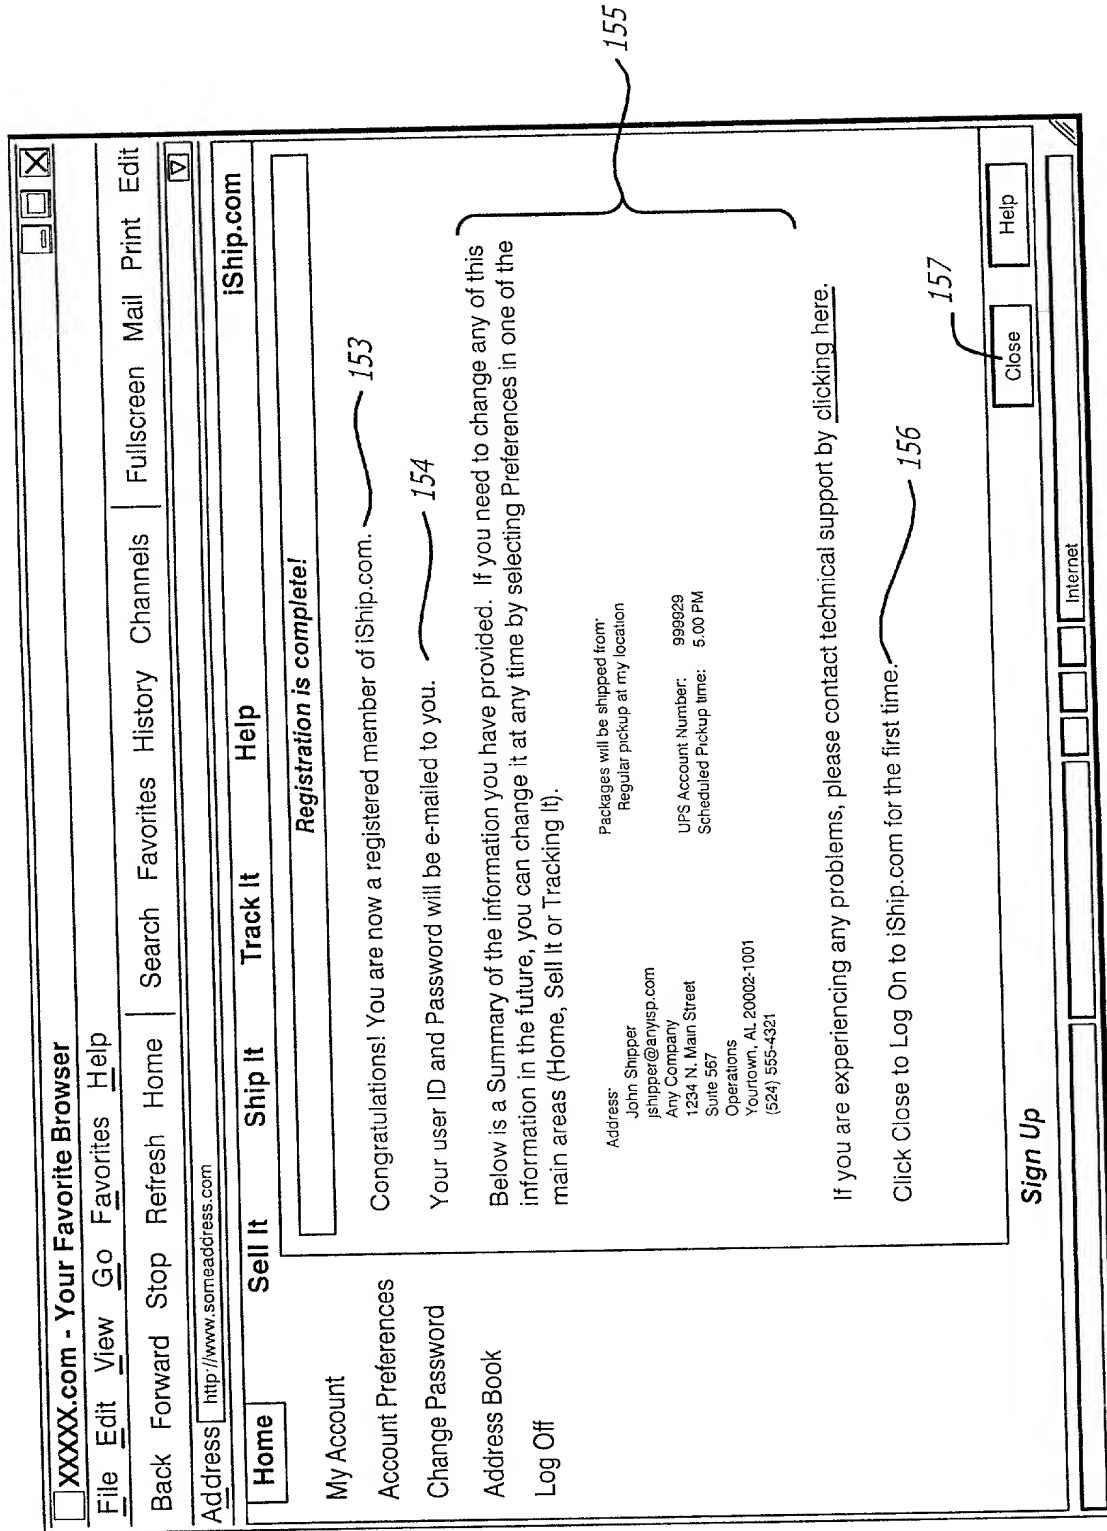 XXXXX.com - Your Favorite Browser
File Edit View Go Favorites Help
Back Forward Stop Refresh Home Search Favorites History Channels Fullscreen Mail Print Edit
Address http://www.someaddress.com
Home Sell It Ship It Track It Help iShip.com
My Account
Account Preferences
Change Password
Address Book
Log Off
Registration is complete!
Congratulations! You are now a registered member of iShip.com. 153
Your user ID and Password will be e-mailed to you. 154
Below is a Summary of the information you have provided. If you need to change any of this
information in the future, you can change it at any time by selecting Preferences in one of the
main areas (Home, Sell It or Tracking It).
155
Address:
John Shipper
jshipper@anyisp.com
Any Company
1234 N. Main Street
Suite 567
Operations
Yourtown, AL 20002-1001
(524) 555-4321
Packages will be shipped from:
Regular pickup at my location
UPS Account Number: 999929
Scheduled Pickup time: 5.00 PM
If you are experiencing any problems, please contact technical support by clicking here.
Click Close to Log On to iShip.com for the first time. 156
157
Close Help
Sign Up
Internet